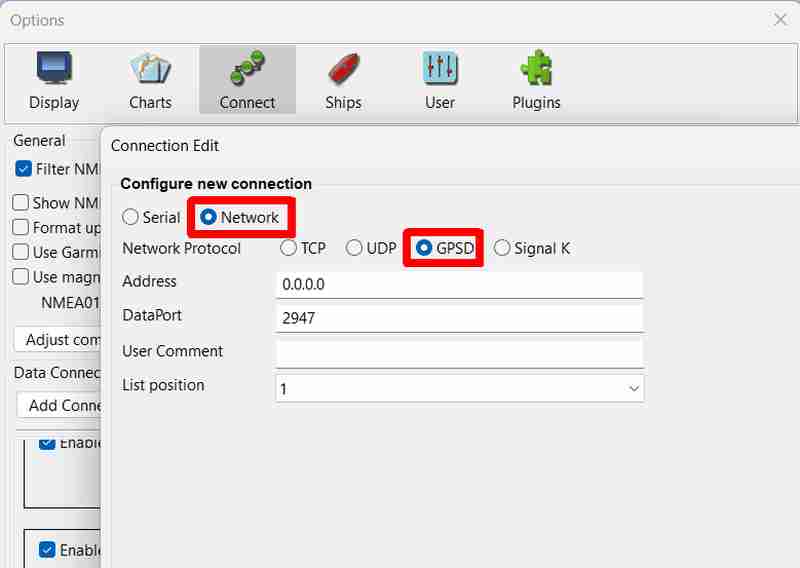 Options
Display Charts Connect Ships User Plugins
General
Connection Edit
Filter NM
Configure new connection
Show NM
Serial Network
Format up
Network Protocol TCP UDP GPSD Signal K
Use Garmi
Use magn
Address 0.0.0.0
NMEA01
DataPort 2947
Adjust com
User Comment
Data Connec
List position 1
Add Conne
Enable
Enable